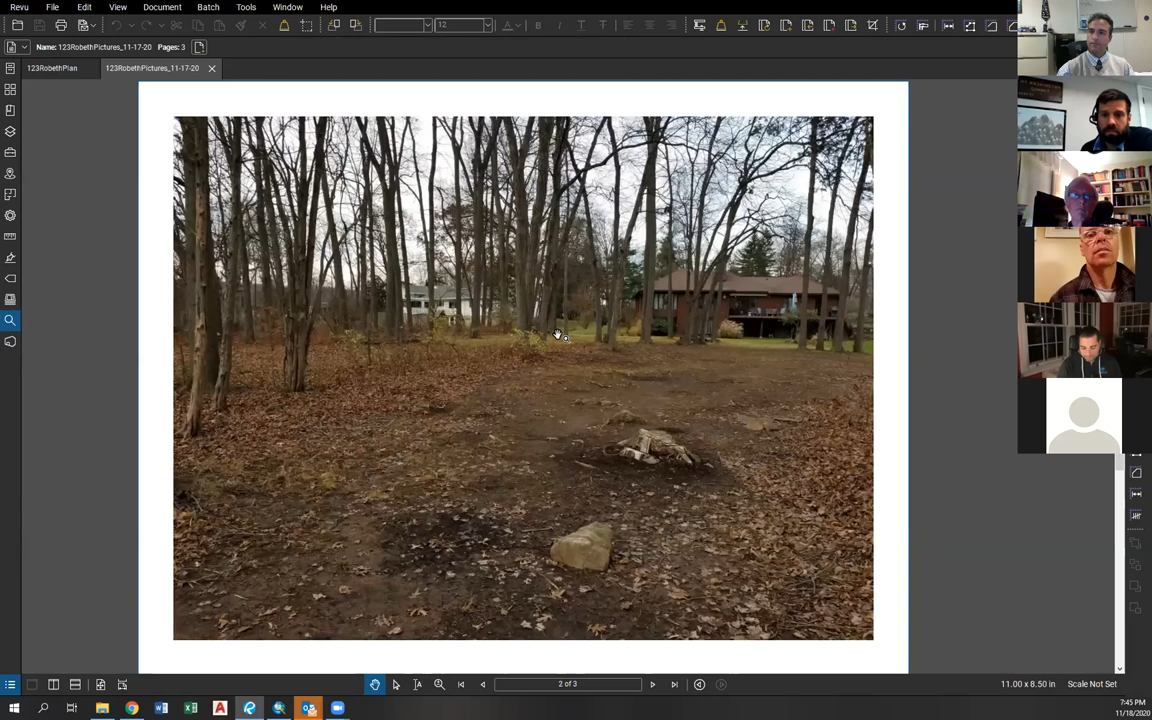 Revu File Edit View Document Batch Tools Window Help
12
Name: 123RobethPictures_11-17-20 Pages: 3
123RobethPlan 123RobethPictures_11-17-20
2 of 3
11.00 x 8.50 in Scale Not Set
7:45 PM
11/18/2020